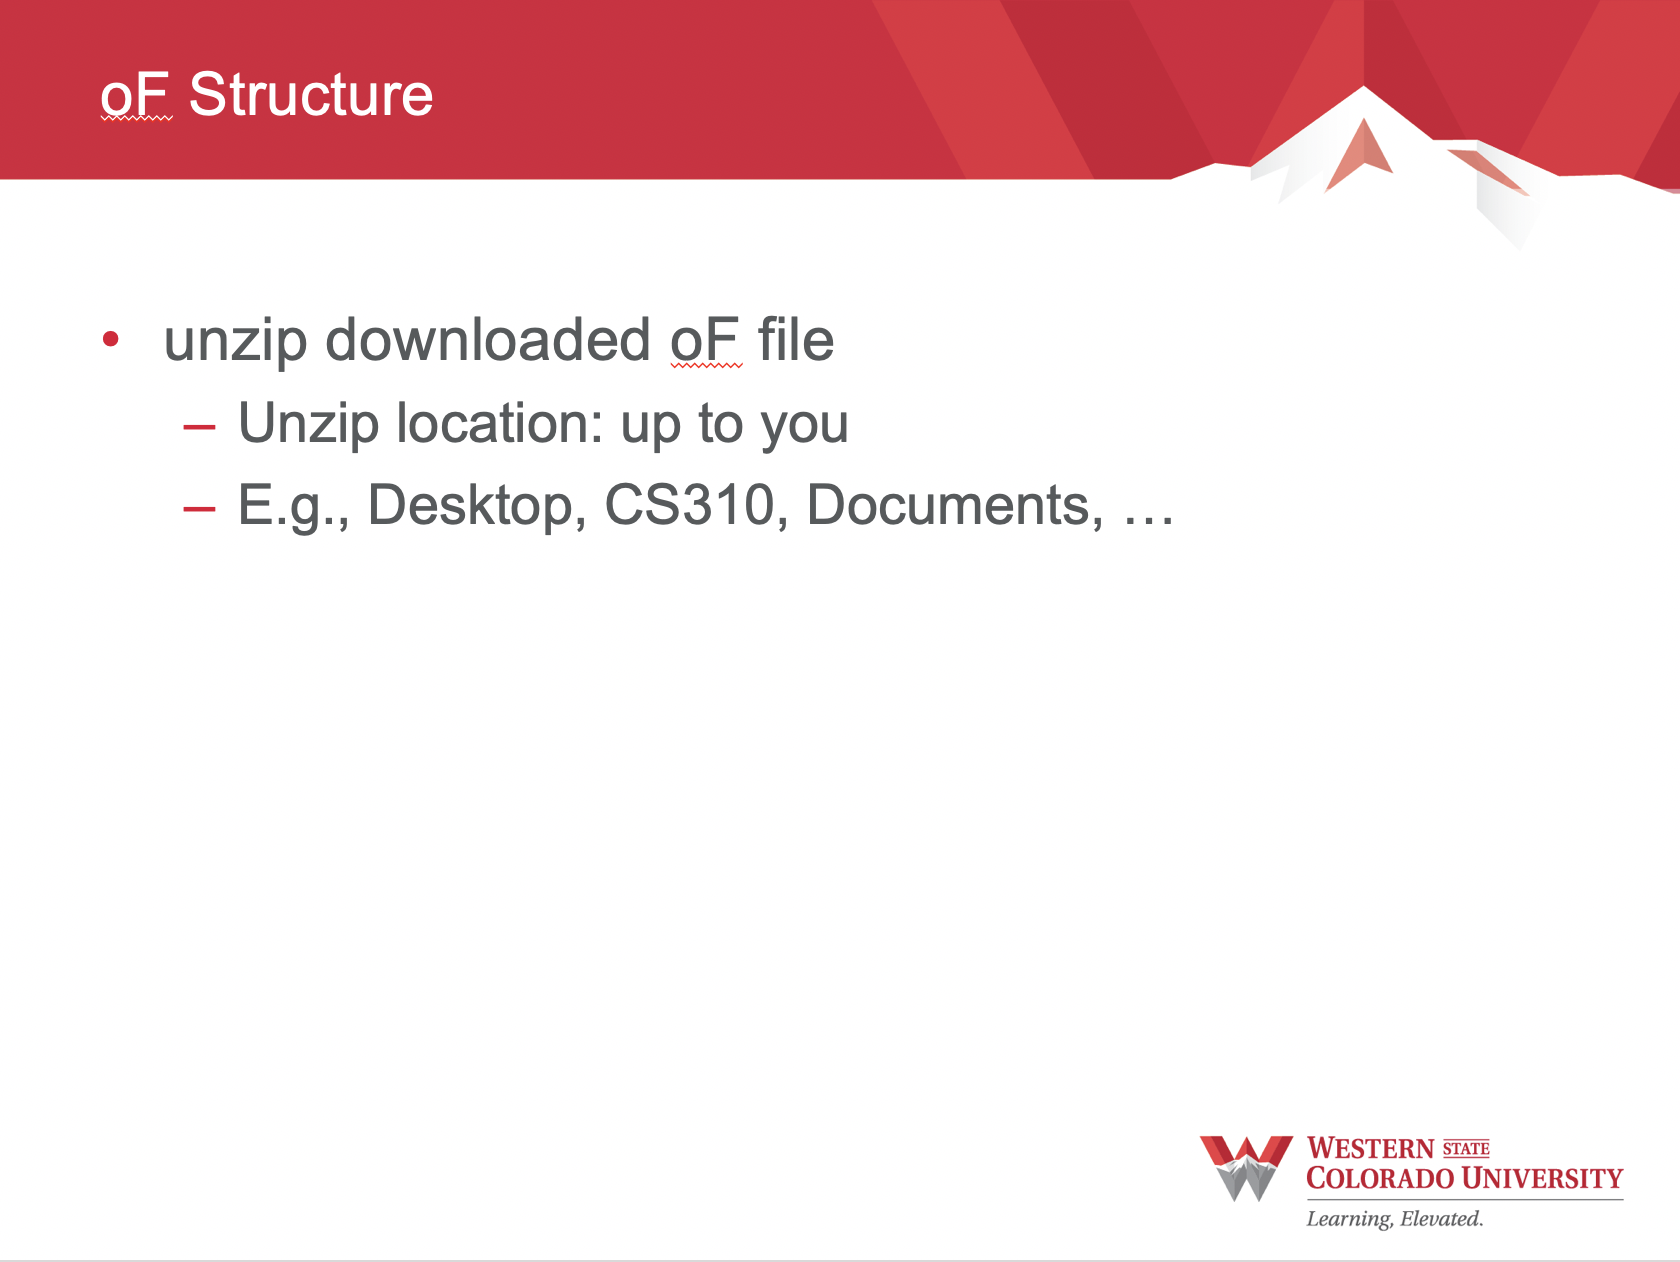 oF Structure
• unzip downloaded oF file
– Unzip location: up to you
– E.g., Desktop, CS310, Documents, …
WESTERN STATE
COLORADO UNIVERSITY
Learning, Elevated.